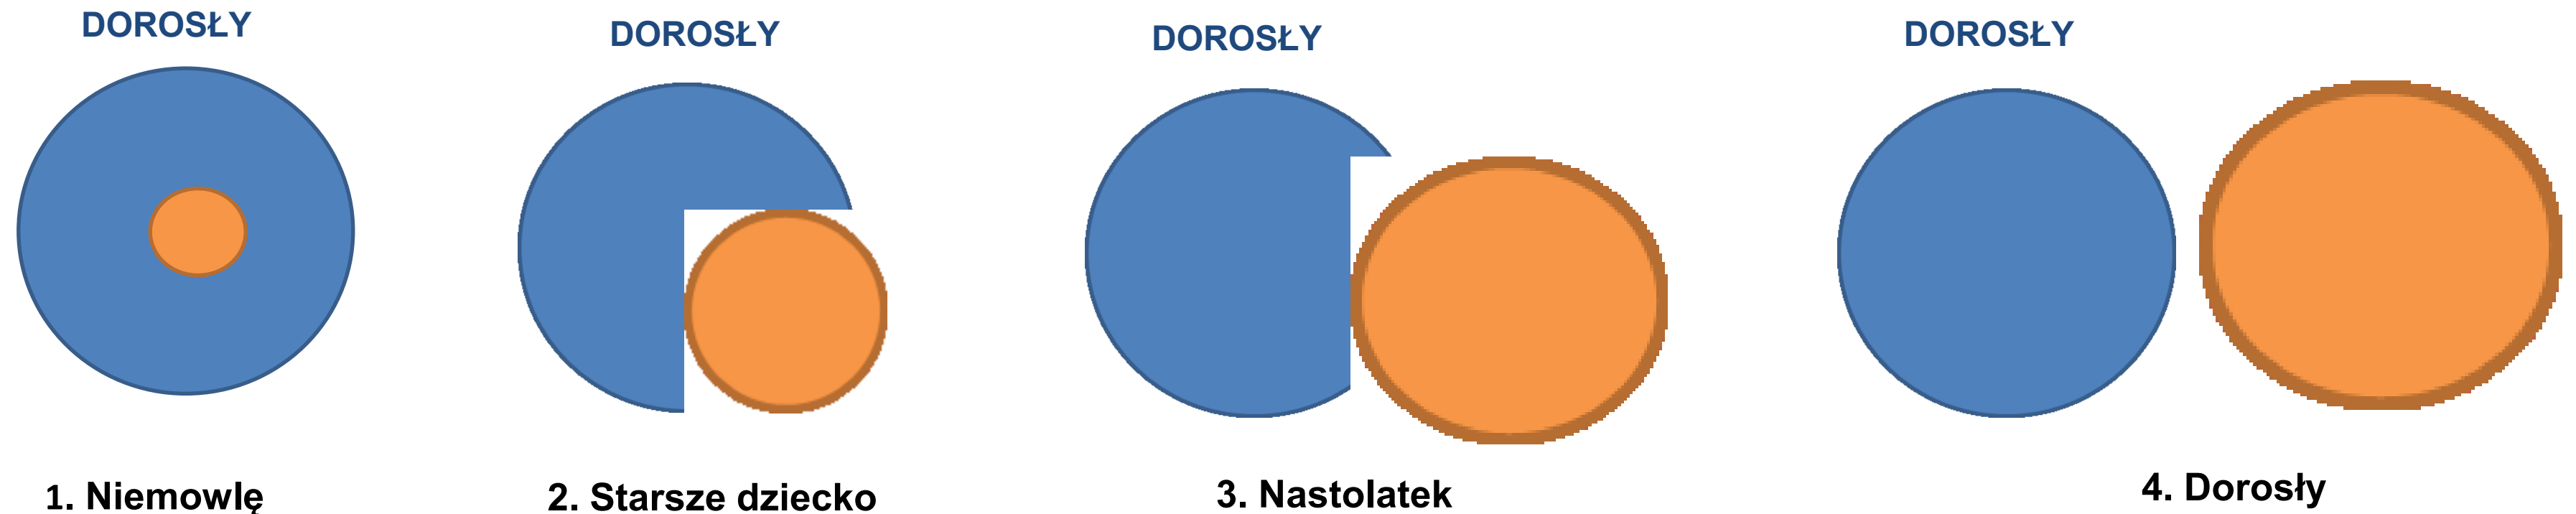 DOROSŁY
DOROSŁY
DOROSŁY
DOROSŁY
1. Niemowlę
2. Starsze dziecko
3. Nastolatek
4. Dorosły